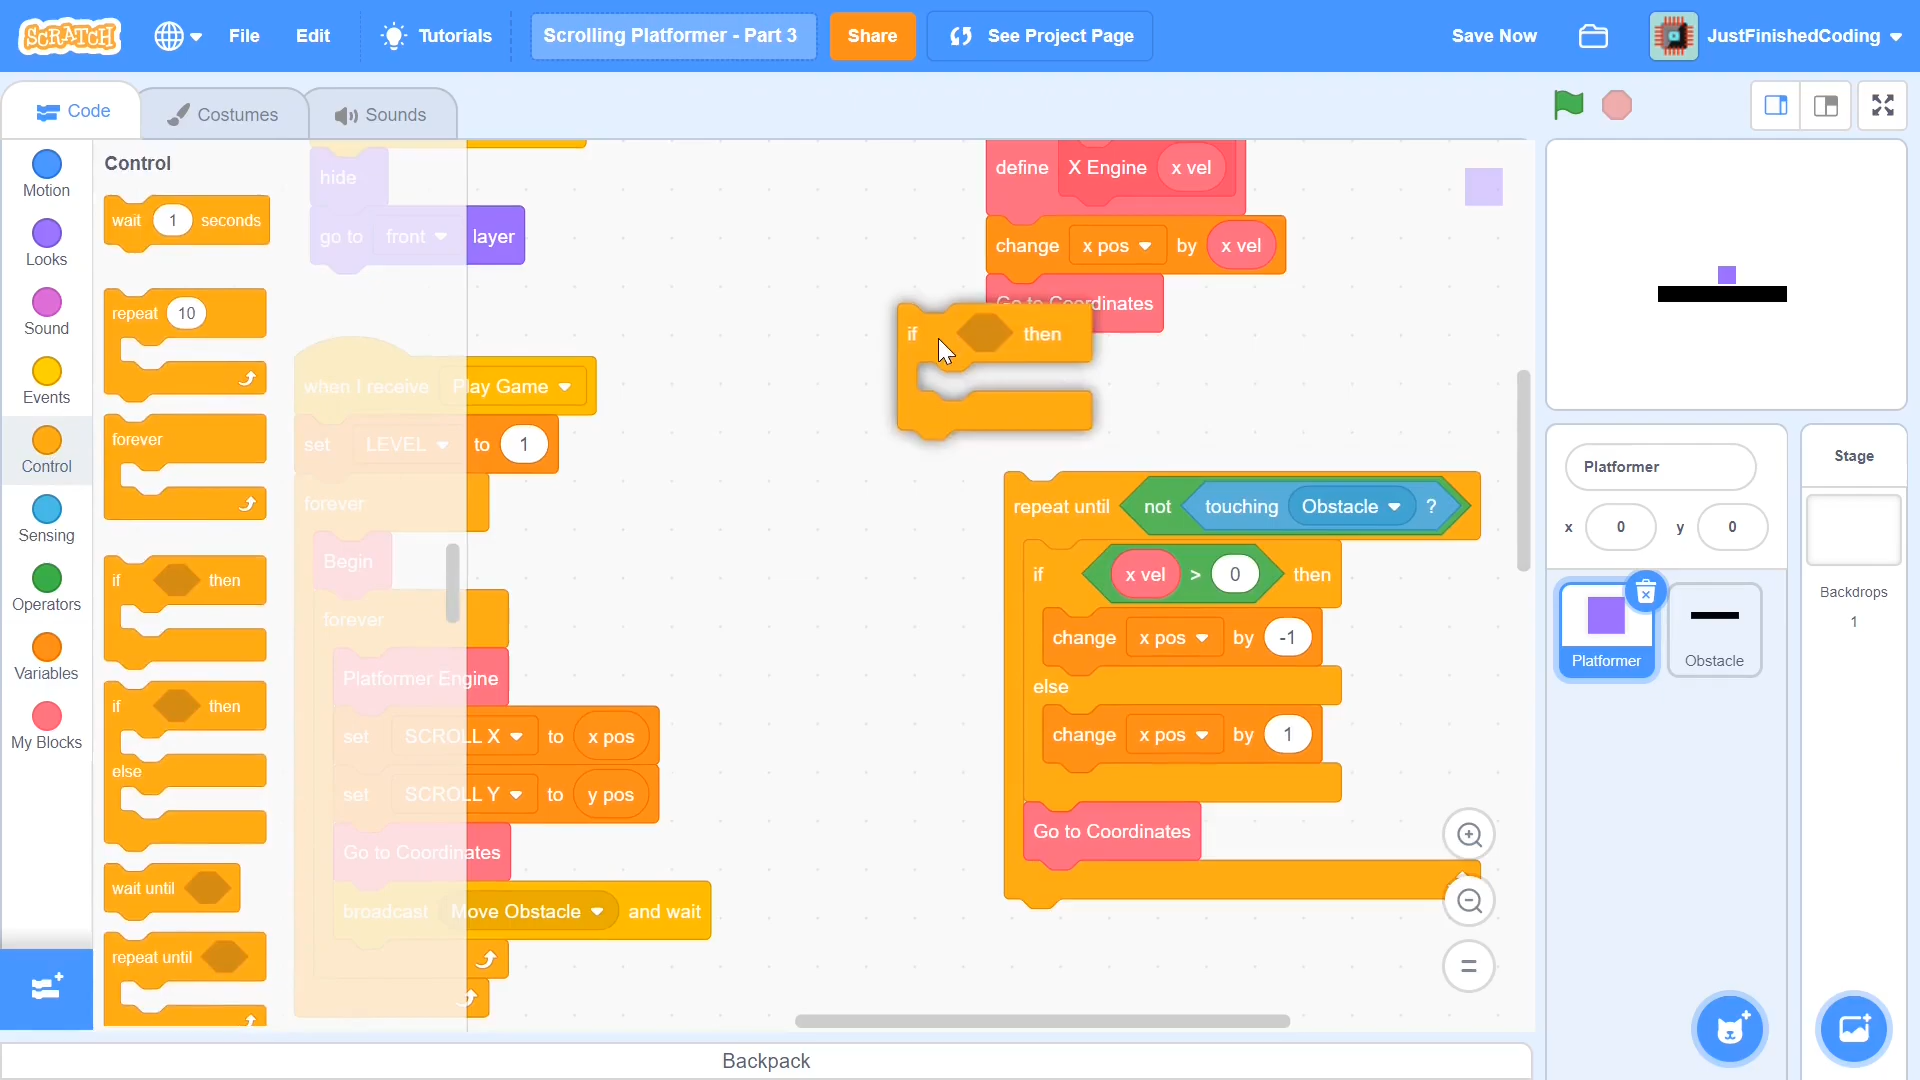 SCRATCH
File
Edit
Tutorials
Scrolling Platformer - Part 3
Share
See Project Page
Save Now
JustFinishedCoding
Code
Costumes
Sounds
Motion
Looks
Sound
Events
Control
Sensing
Operators
Variables
My Blocks
Control
wait 1 seconds
repeat 10
forever
if then
if then
else
wait until
repeat until
hide
go to front layer
when I receive Play Game
set LEVEL to 1
forever
Begin
forever
Platformer Engine
set SCROLL X to x pos
set SCROLL Y to y pos
Go to Coordinates
broadcast Move Obstacle and wait
define X Engine x vel
change x pos by x vel
Go to Coordinates
if then
repeat until not touching Obstacle ?
if x vel > 0 then
change x pos by -1
else
change x pos by 1
Go to Coordinates
Platformer
x 0 y 0
Platformer
Obstacle
Stage
Backdrops
1
Backpack